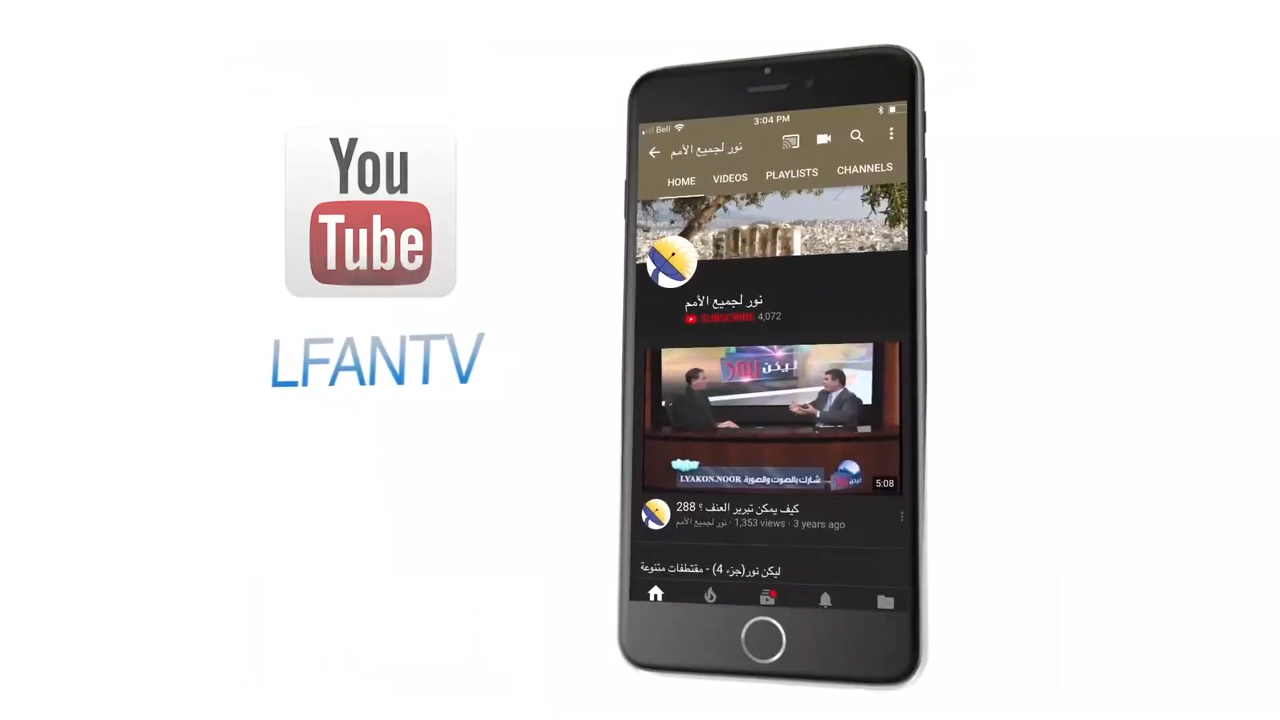 You
Tube
LFANTV
Bell
3:04 PM
نور لجميع الأمم
HOME VIDEOS PLAYLISTS CHANNELS
نور لجميع الأمم
SUBSCRIBE 4,072
ليكن نور
شارك بالصوت والصورة LYAKON.NOOR
5:08
كيف يمكن تبرير العنف ؟ 288
نور لجميع الأمم · 1,353 views · 3 years ago
ليكن نور(جزء 4) - مقتطفات متنوعة